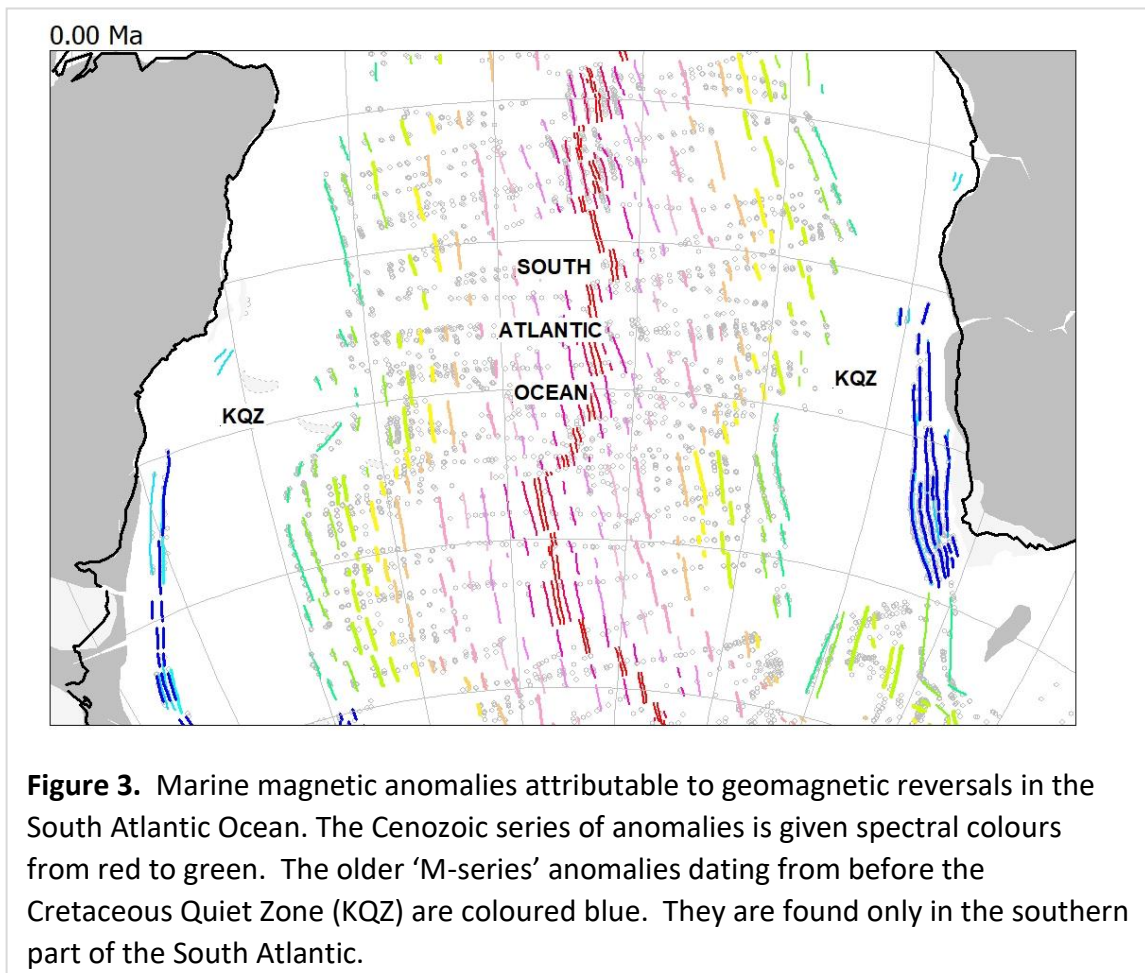 0.00 Ma
SOUTH
ATLANTIC
OCEAN
KQZ
KQZ
Figure 3.  Marine magnetic anomalies attributable to geomagnetic reversals in the
South Atlantic Ocean. The Cenozoic series of anomalies is given spectral colours
from red to green.  The older ‘M-series’ anomalies dating from before the
Cretaceous Quiet Zone (KQZ) are coloured blue.  They are found only in the southern
part of the South Atlantic.